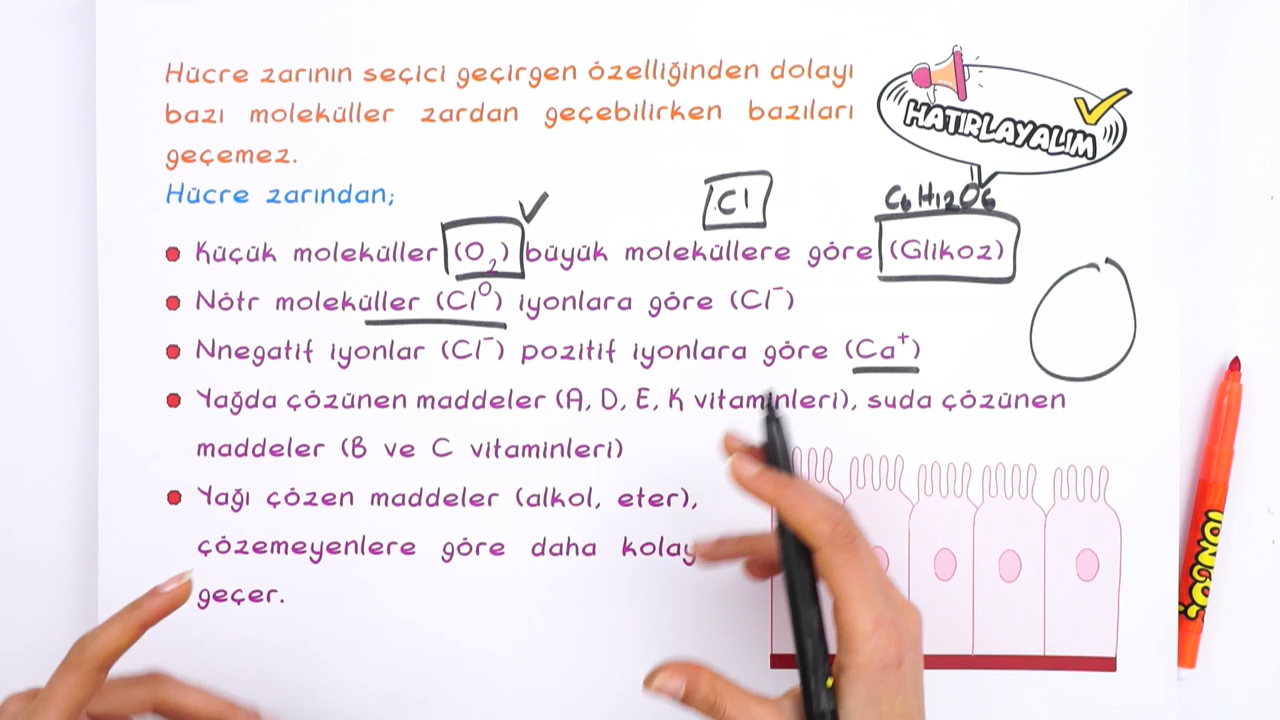 Hücre zarının seçici geçirgen özelliğinden dolayı
bazı moleküller zardan geçebilirken bazıları
geçemez.
HATIRLAYALIM
Hücre zarından;
Cl
C6H12O6
Küçük moleküller (O2) büyük moleküllere göre (Glikoz)
Nötr moleküller (Cl⁰) iyonlara göre (Cl⁻)
Nnegatif iyonlar (Cl⁻) pozitif iyonlara göre (Ca⁺)
Yağda çözünen maddeler (A, D, E, K vitaminleri), suda çözünen
maddeler (B ve C vitaminleri)
Yağı çözen maddeler (alkol, eter),
çözemeyenlere göre daha kolay
geçer.